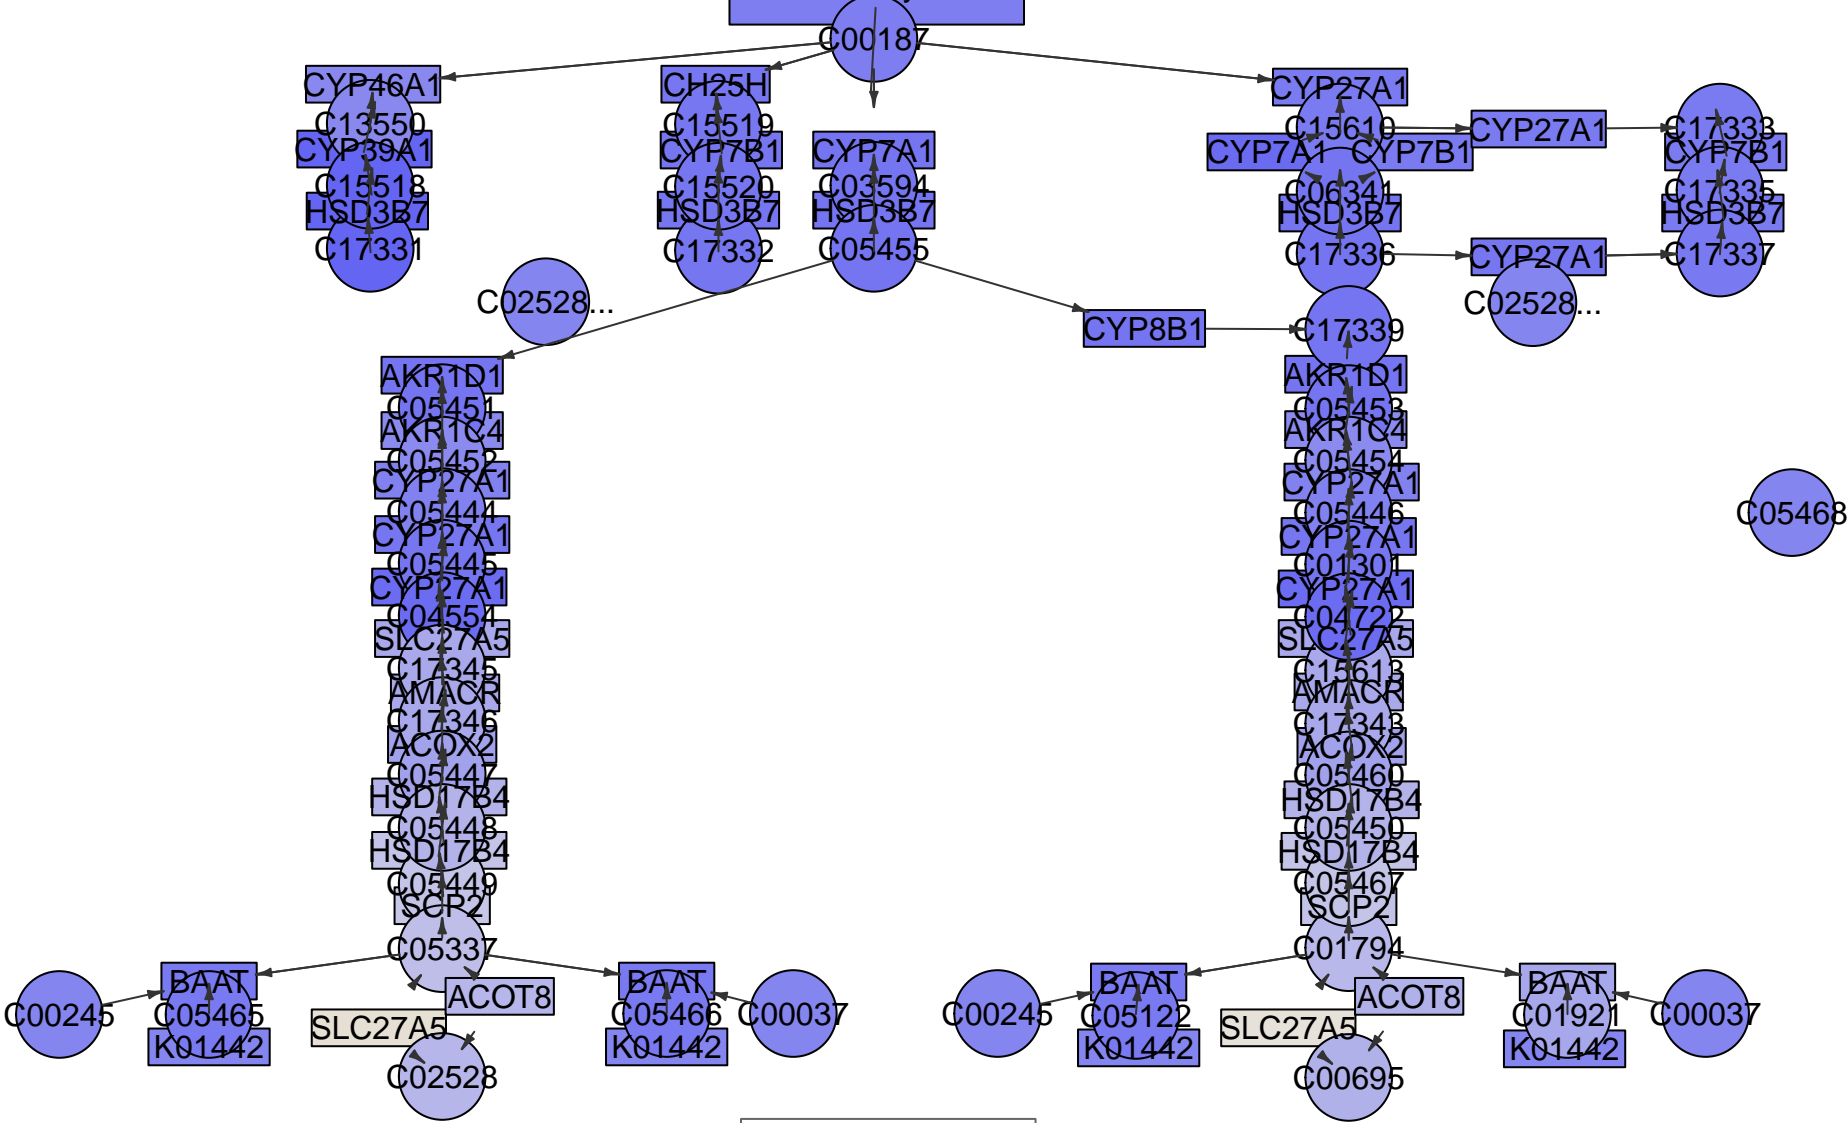 C00187
CYP46A1
CH25H
CYP27A1
C13550
C15519
C15610
CYP27A1
C17333
CYP39A1
CYP7B1
CYP7A1
CYP7A1
CYP7B1
CYP7B1
C15518
C15520
C03594
C06341
C17335
HSD3B7
HSD3B7
HSD3B7
HSD3B7
HSD3B7
C17331
C17332
C05455
C17336
CYP27A1
C17337
C02528...
C02528...
CYP8B1
C17339
AKR1D1
AKR1D1
C05451
C05453
AKR1C4
AKR1C4
C05452
C05454
CYP27A1
CYP27A1
C05444
C05446
C05468
CYP27A1
CYP27A1
C05445
C01301
CYP27A1
CYP27A1
C04554
C04722
SLC27A5
SLC27A5
C17345
C15613
AMACR
AMACR
C17346
C17343
ACOX2
ACOX2
C05447
C05460
HSD17B4
HSD17B4
C05448
C05450
HSD17B4
HSD17B4
C05449
C05467
SCP2
SCP2
C05337
C01794
BAAT
BAAT
BAAT
BAAT
ACOT8
ACOT8
C00245
C05465
C05466
C00037
C00245
C05122
C01921
C00037
SLC27A5
SLC27A5
K01442
K01442
K01442
K01442
C02528
C00695